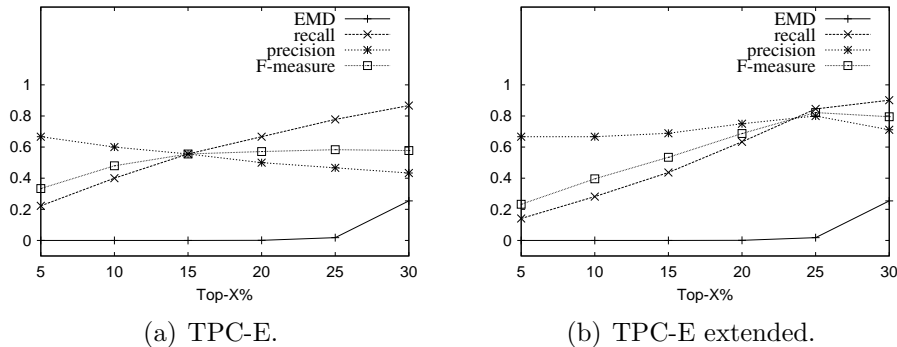 EMD
recall
precision
F-measure
1
0.8
0.6
0.4
0.2
0
5 10 15 20 25 30
Top-X%
(a) TPC-E.
EMD
recall
precision
F-measure
1
0.8
0.6
0.4
0.2
0
5 10 15 20 25 30
Top-X%
(b) TPC-E extended.